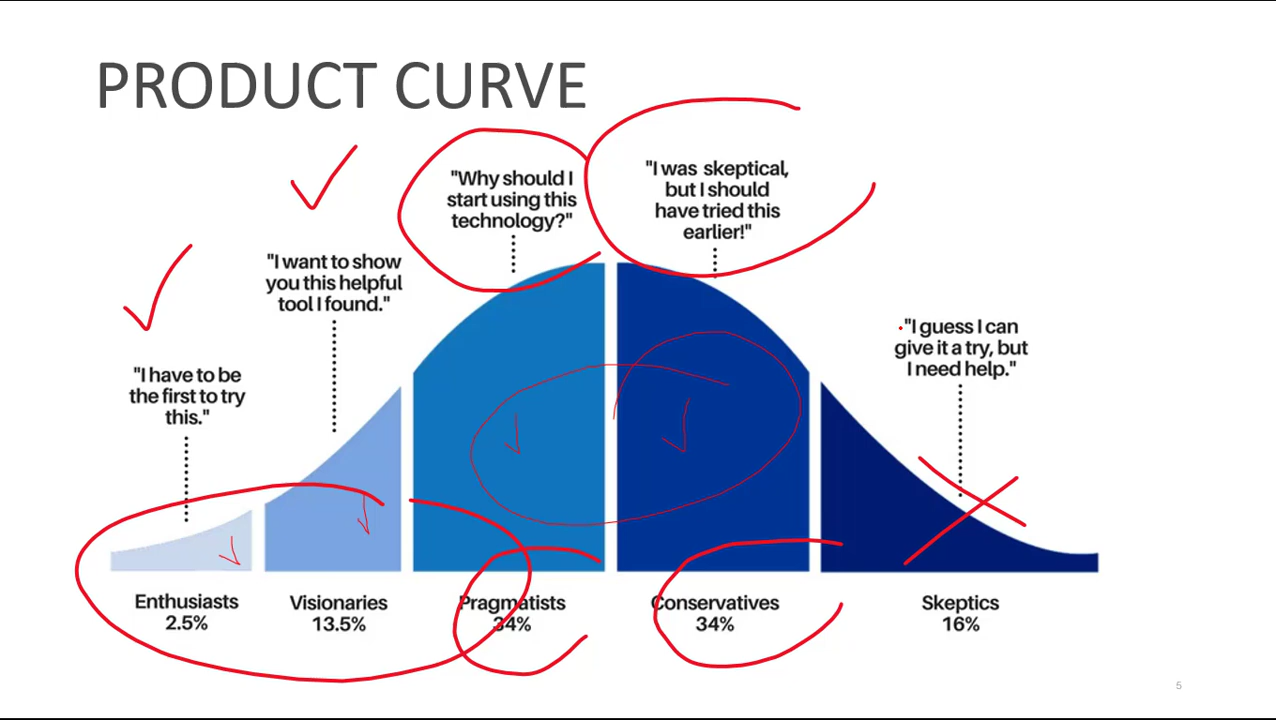 PRODUCT CURVE
"I have to be
the first to try
this."
"I want to show
you this helpful
tool I found."
"Why should I
start using this
technology?"
"I was skeptical,
but I should
have tried this
earlier!"
"I guess I can
give it a try, but
I need help."
Enthusiasts
2.5%
Visionaries
13.5%
Pragmatists
34%
Conservatives
34%
Skeptics
16%
5